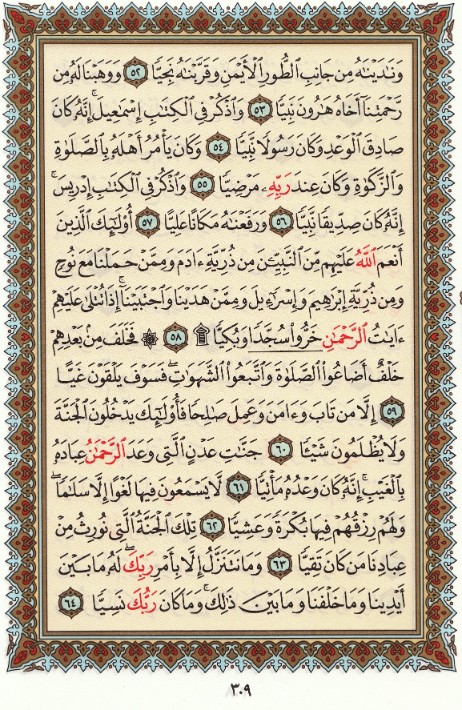 وَنَٰدَيْنَٰهُ مِن جَانِبِ ٱلطُّورِ ٱلْأَيْمَنِ وَقَرَّبْنَٰهُ نَجِيًّا ٥٢ وَوَهَبْنَا لَهُۥ مِن
رَّحْمَتِنَآ أَخَاهُ هَٰرُونَ نَبِيًّا ٥٣ وَٱذْكُرْ فِى ٱلْكِتَٰبِ إِسْمَٰعِيلَ ۚ إِنَّهُۥ كَانَ
صَادِقَ ٱلْوَعْدِ وَكَانَ رَسُولًا نَّبِيًّا ٥٤ وَكَانَ يَأْمُرُ أَهْلَهُۥ بِٱلصَّلَوٰةِ
وَٱلزَّكَوٰةِ وَكَانَ عِندَ رَبِّهِۦ مَرْضِيًّا ٥٥ وَٱذْكُرْ فِى ٱلْكِتَٰبِ إِدْرِيسَ ۚ
إِنَّهُۥ كَانَ صِدِّيقًا نَّبِيًّا ٥٦ وَرَفَعْنَٰهُ مَكَانًا عَلِيًّا ٥٧ أُو۟لَٰٓئِكَ ٱلَّذِينَ
أَنْعَمَ ٱللَّهُ عَلَيْهِم مِّنَ ٱلنَّبِيِّۦنَ مِن ذُرِّيَّةِ ءَادَمَ وَمِمَّنْ حَمَلْنَا مَعَ نُوحٍ
وَمِن ذُرِّيَّةِ إِبْرَٰهِيمَ وَإِسْرَٰٓءِيلَ وَمِمَّنْ هَدَيْنَا وَٱجْتَبَيْنَآ ۚ إِذَا تُتْلَىٰ عَلَيْهِمْ
ءَايَٰتُ ٱلرَّحْمَٰنِ خَرُّوا۟ سُجَّدًا وَبُكِيًّا ۩ ٥٨ ۞ فَخَلَفَ مِنۢ بَعْدِهِمْ
خَلْفٌ أَضَاعُوا۟ ٱلصَّلَوٰةَ وَٱتَّبَعُوا۟ ٱلشَّهَوَٰتِ ۖ فَسَوْفَ يَلْقَوْنَ غَيًّا
٥٩ إِلَّا مَن تَابَ وَءَامَنَ وَعَمِلَ صَٰلِحًا فَأُو۟لَٰٓئِكَ يَدْخُلُونَ ٱلْجَنَّةَ
وَلَا يُظْلَمُونَ شَيْـًٔا ٦٠ جَنَّٰتِ عَدْنٍ ٱلَّتِى وَعَدَ ٱلرَّحْمَٰنُ عِبَادَهُۥ
بِٱلْغَيْبِ ۚ إِنَّهُۥ كَانَ وَعْدُهُۥ مَأْتِيًّا ٦١ لَّا يَسْمَعُونَ فِيهَا لَغْوًا إِلَّا سَلَٰمًا ۖ
وَلَهُمْ رِزْقُهُمْ فِيهَا بُكْرَةً وَعَشِيًّا ٦٢ تِلْكَ ٱلْجَنَّةُ ٱلَّتِى نُورِثُ مِنْ
عِبَادِنَا مَن كَانَ تَقِيًّا ٦٣ وَمَا نَتَنَزَّلُ إِلَّا بِأَمْرِ رَبِّكَ ۖ لَهُۥ مَا بَيْنَ
أَيْدِينَا وَمَا خَلْفَنَا وَمَا بَيْنَ ذَٰلِكَ ۚ وَمَا كَانَ رَبُّكَ نَسِيًّا ٦٤
٣٠٩